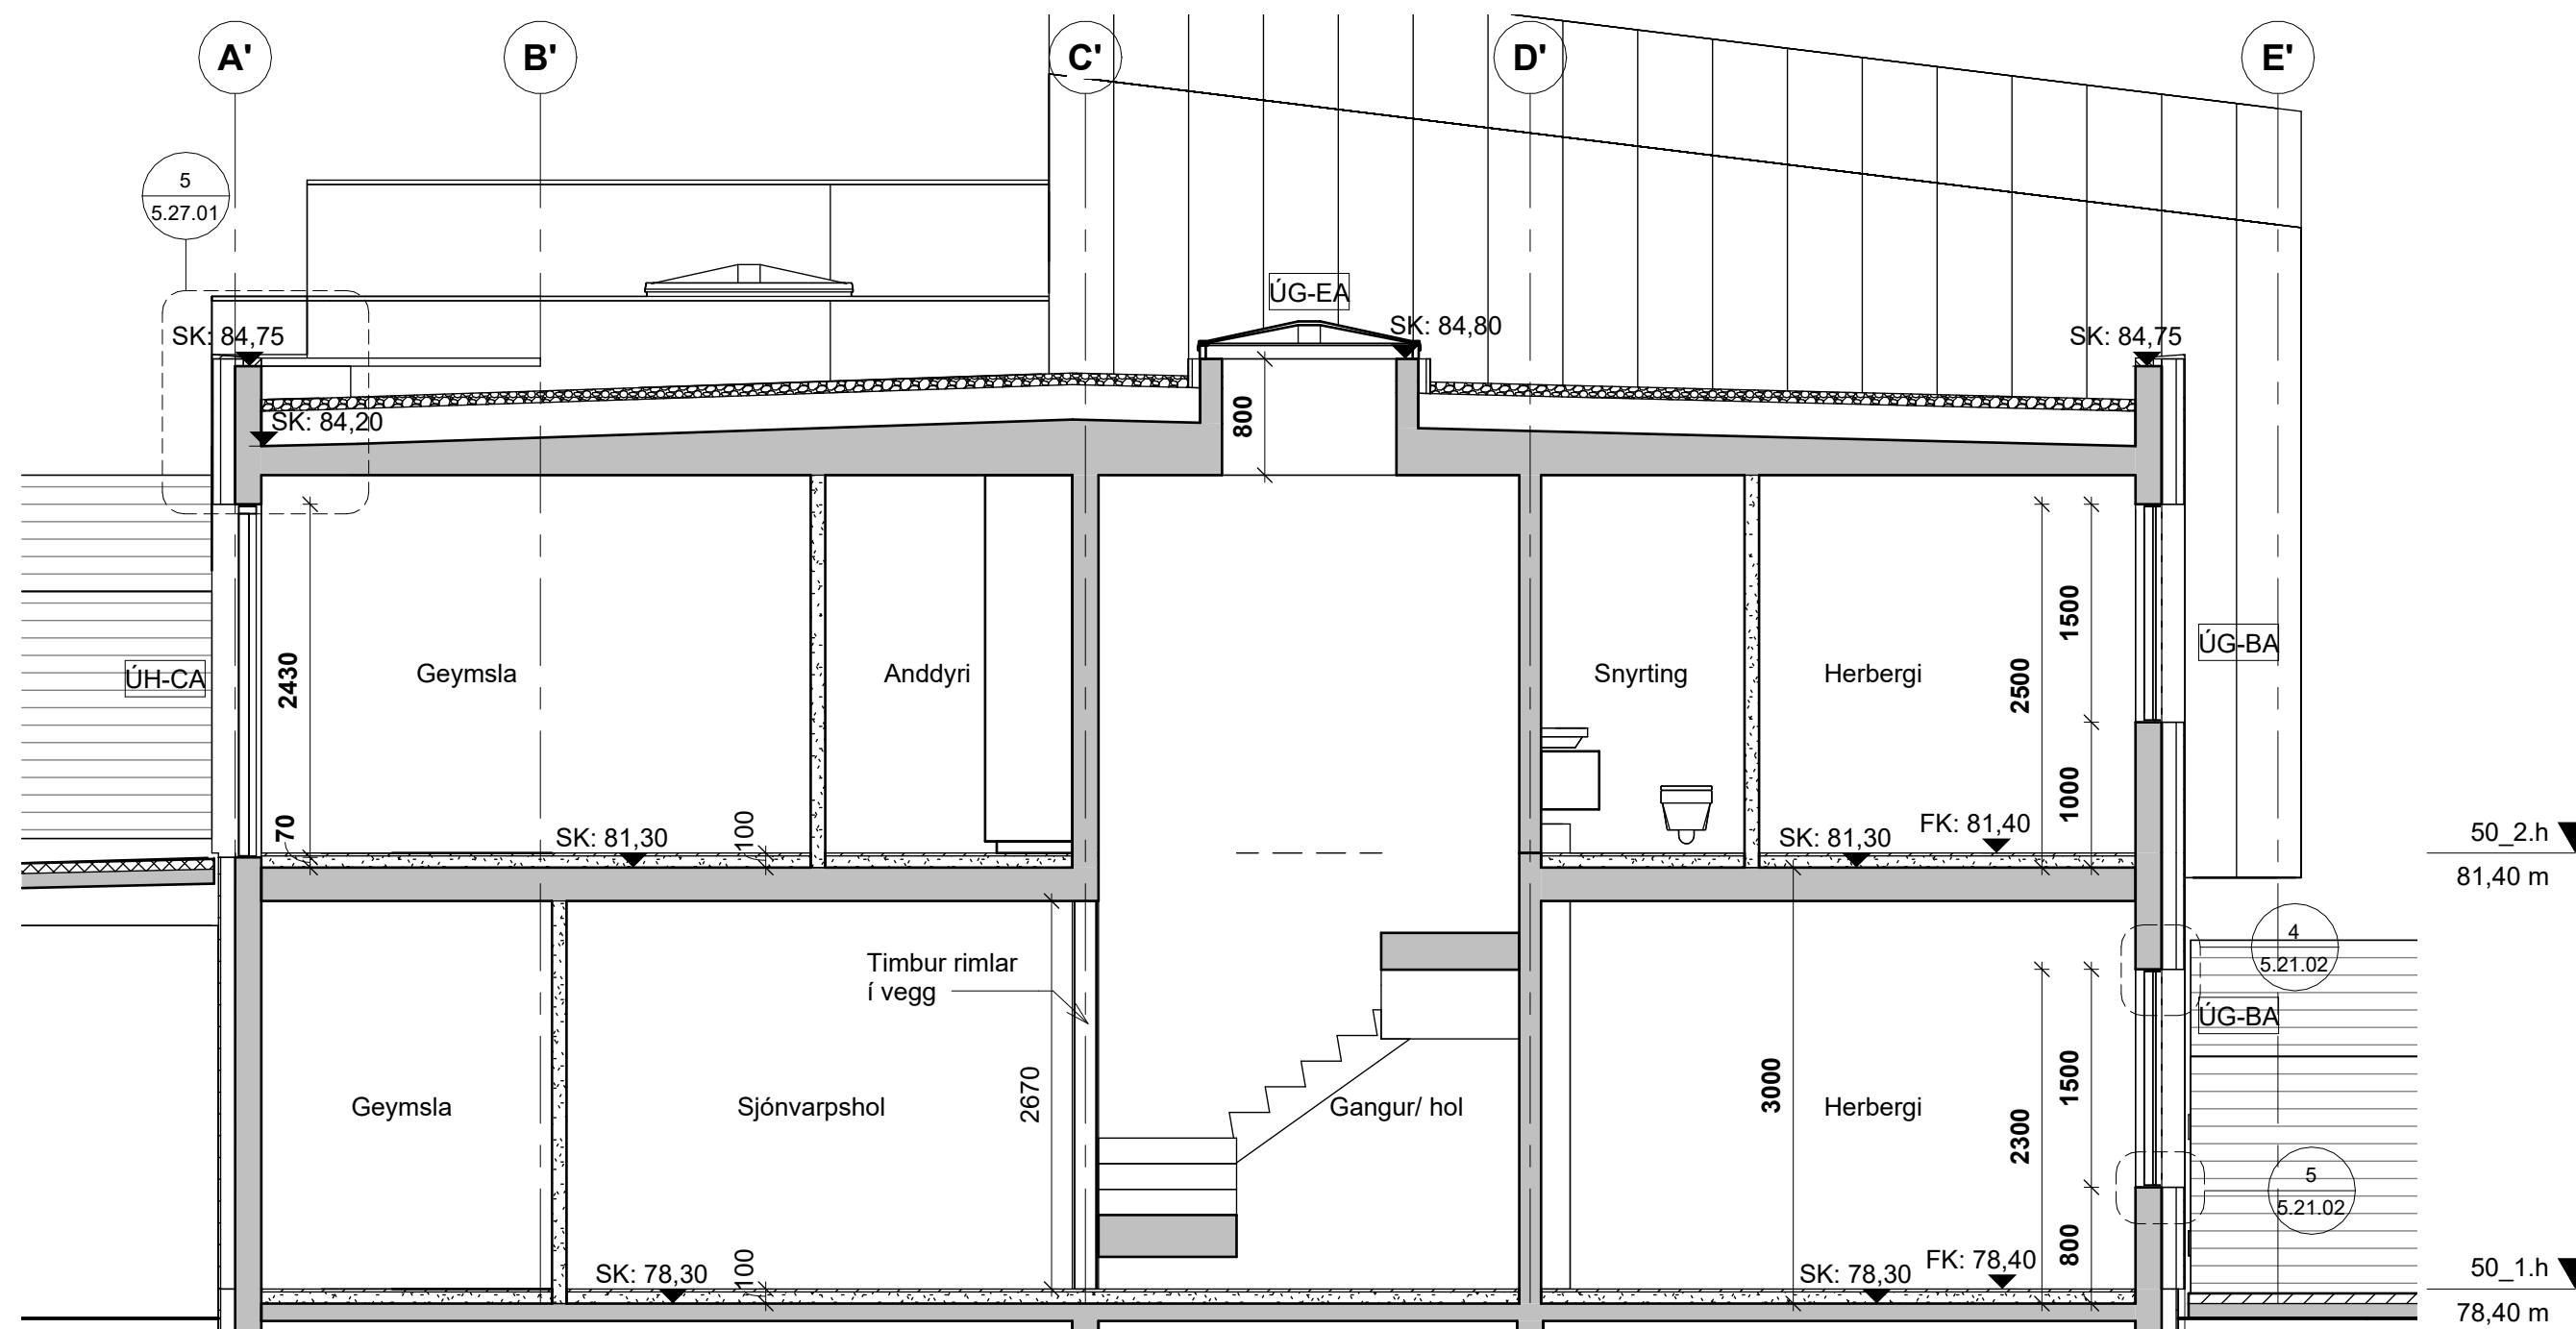 A'
B'
C'
D'
E'
5
5.27.01
ÚG-EA
SK: 84,75
SK: 84,80
SK: 84,75
SK: 84,20
800
2430
Geymsla
Anddyri
Snyrting
Herbergi
1500
2500
ÚH-CA
ÚG-BA
70
SK: 81,30
100
SK: 81,30
FK: 81,40
1000
50_2.h
81,40 m
Timbur rimlar
í vegg
4
5.21.02
ÚG-BA
2670
3000
1500
2300
Geymsla
Sjónvarpshol
Gangur/ hol
Herbergi
5
5.21.02
SK: 78,30
100
SK: 78,30
FK: 78,40
800
50_1.h
78,40 m